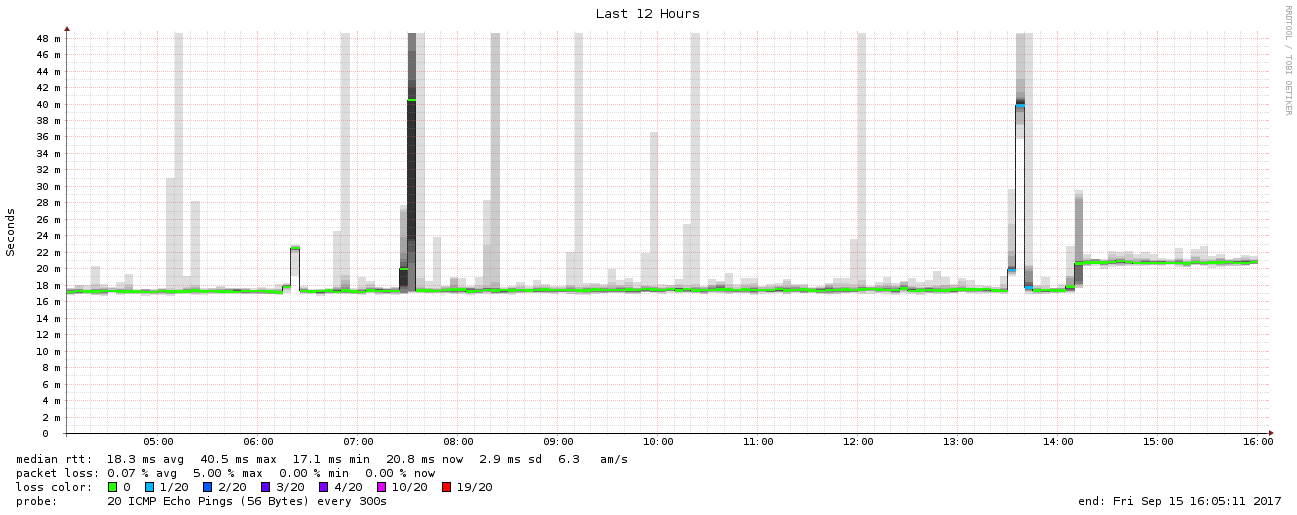 Last 12 Hours
RRDTOOL / TOBI OETIKER
Seconds
48 m
46 m
44 m
42 m
40 m
38 m
36 m
34 m
32 m
30 m
28 m
26 m
24 m
22 m
20 m
18 m
16 m
14 m
12 m
10 m
8 m
6 m
4 m
2 m
0
05:00 06:00 07:00 08:00 09:00 10:00 11:00 12:00 13:00 14:00 15:00 16:00
median rtt: 18.3 ms avg 40.5 ms max 17.1 ms min 20.8 ms now 2.9 ms sd 6.3 am/s
packet loss: 0.07 % avg 5.00 % max 0.00 % min 0.00 % now
loss color: 0 1/20 2/20 3/20 4/20 10/20 19/20
probe: 20 ICMP Echo Pings (56 Bytes) every 300s end: Fri Sep 15 16:05:11 2017